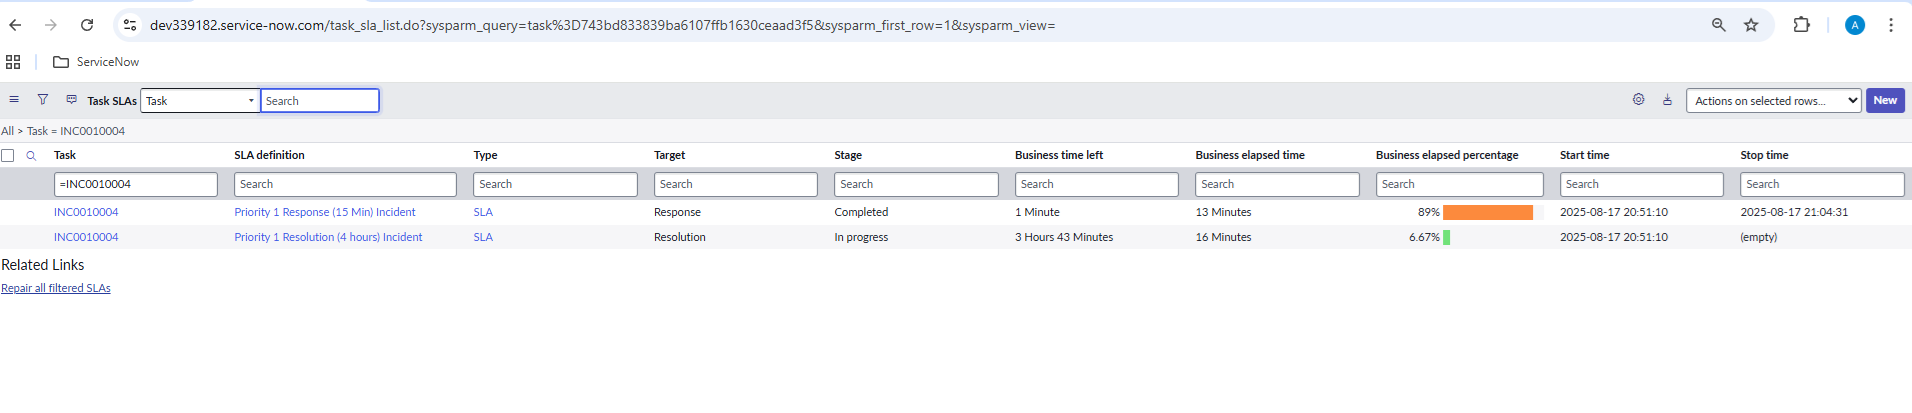 dev339182.service-now.com/task_sla_list.do?sysparm_query=task%3D743bd833839ba6107ffb1630ceaad3f5&sysparm_first_row=1&sysparm_view=
A
ServiceNow
Task SLAs Task Search Actions on selected rows... New
All > Task = INC0010004
Task SLA definition Type Target Stage Business time left Business elapsed time Business elapsed percentage Start time Stop time
=INC0010004 Search Search Search Search Search Search Search Search Search
INC0010004 Priority 1 Response (15 Min) Incident SLA Response Completed 1 Minute 13 Minutes 89% 2025-08-17 20:51:10 2025-08-17 21:04:31
INC0010004 Priority 1 Resolution (4 hours) Incident SLA Resolution In progress 3 Hours 43 Minutes 16 Minutes 6.67% 2025-08-17 20:51:10 (empty)
Related Links
Repair all filtered SLAs